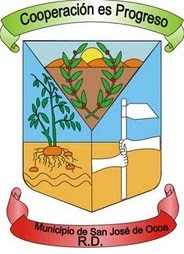 Cooperación es Progreso
Municipio de San José de Ocoa
R.D.